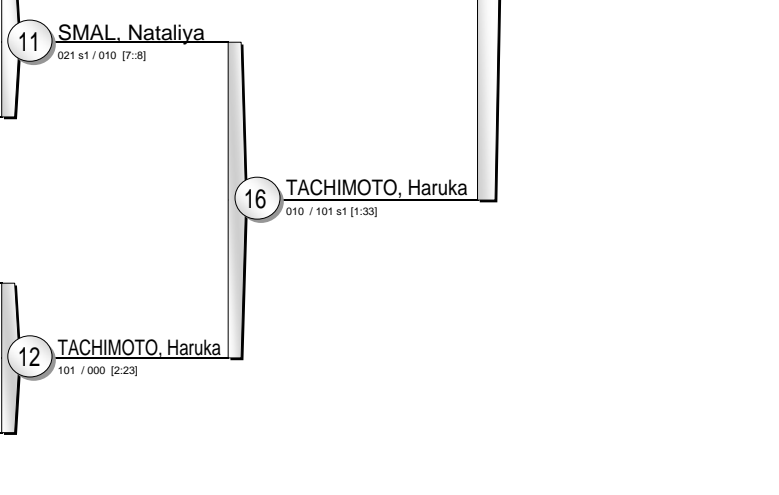 11
SMAL, Nataliya
021 s1 / 010 [7::8]
16
TACHIMOTO, Haruka
010 / 101 s1 [1:33]
12
TACHIMOTO, Haruka
101 / 000 [2:23]